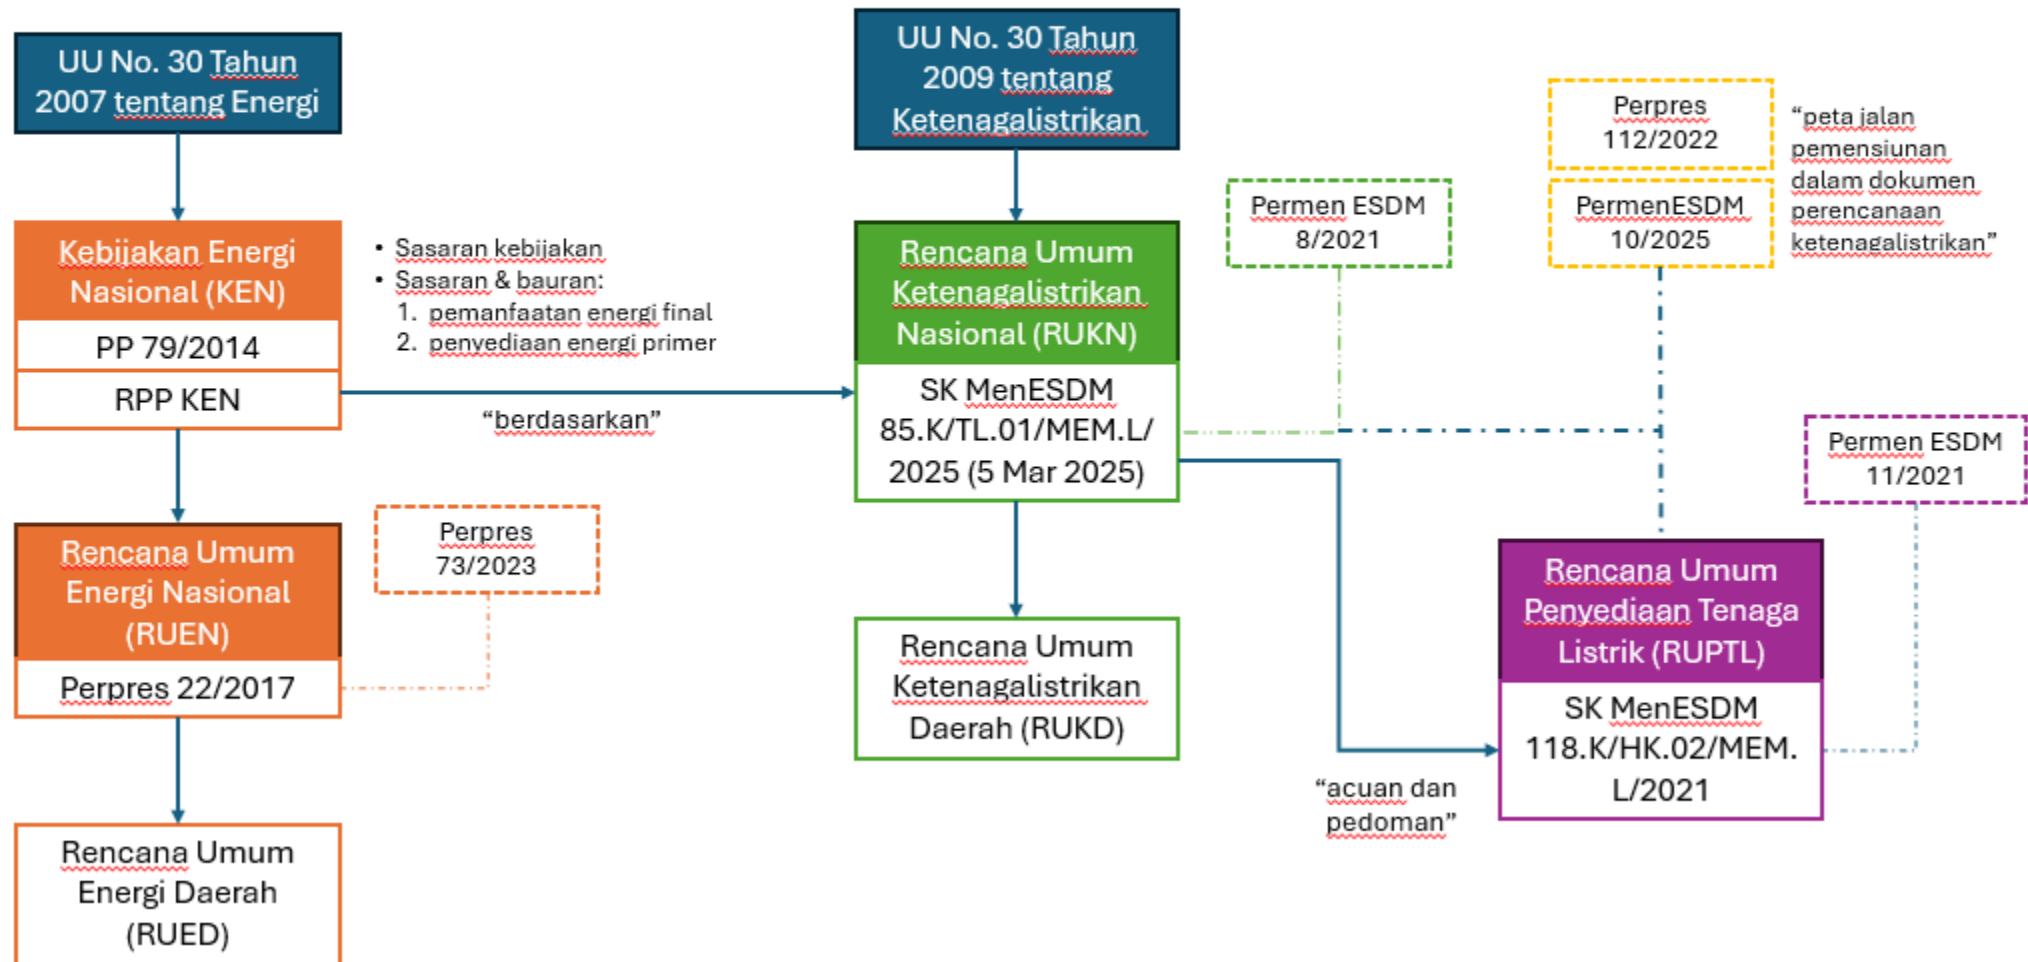 UU No. 30 Tahun
2007 tentang Energi
Kebijakan Energi
Nasional (KEN)
PP 79/2014
RPP KEN
• Sasaran kebijakan
• Sasaran & bauran:
1. pemanfaatan energi final
2. penyediaan energi primer
“berdasarkan”
Rencana Umum
Energi Nasional
(RUEN)
Perpres 22/2017
Perpres
73/2023
Rencana Umum
Energi Daerah
(RUED)
UU No. 30 Tahun
2009 tentang
Ketenagalistrikan
Rencana Umum
Ketenagalistrikan
Nasional (RUKN)
SK MenESDM
85.K/TL.01/MEM.L/
2025 (5 Mar 2025)
Rencana Umum
Ketenagalistrikan
Daerah (RUKD)
Permen ESDM
8/2021
Perpres
112/2022
PermenESDM
10/2025
“peta jalan
pemensiunan
dalam dokumen
perencanaan
ketenagalistrikan”
Permen ESDM
11/2021
Rencana Umum
Penyediaan Tenaga
Listrik (RUPTL)
SK MenESDM
118.K/HK.02/MEM.
L/2021
“acuan dan
pedoman”